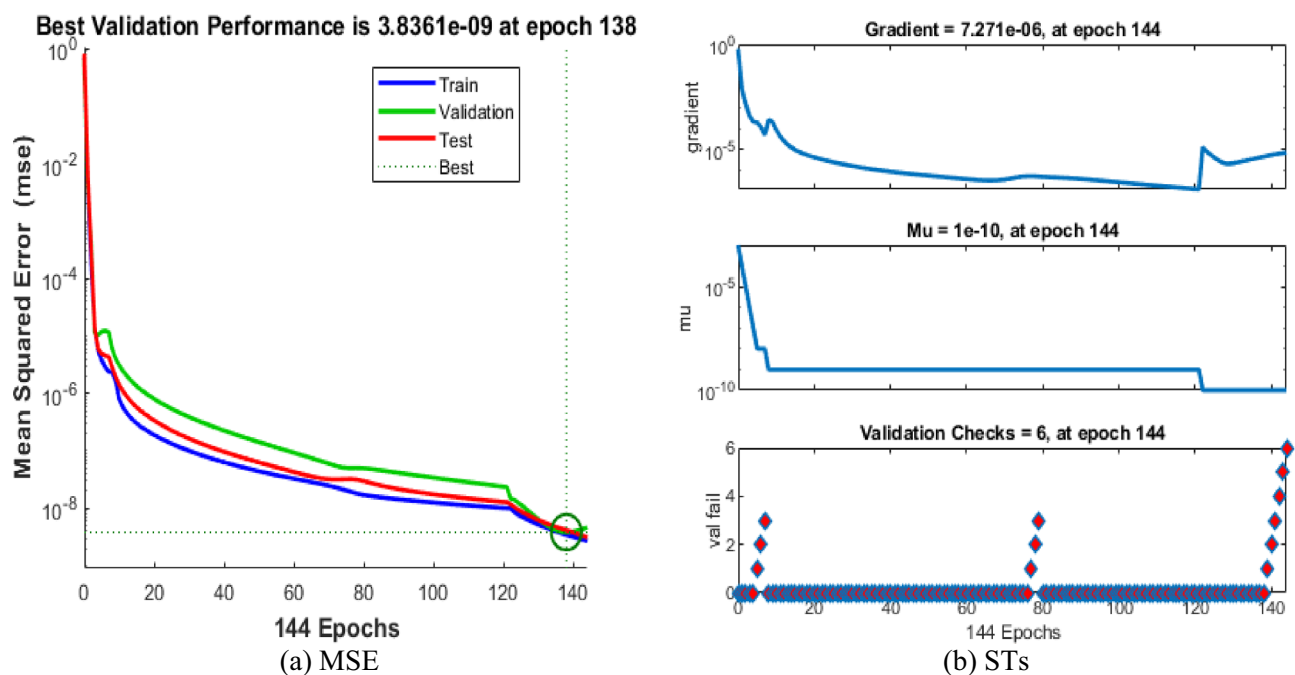 Best Validation Performance is 3.8361e-09 at epoch 138
Mean Squared Error (mse)
10^0
10^-2
10^-4
10^-6
10^-8
Train
Validation
Test
Best
0 20 40 60 80 100 120 140
144 Epochs
(a) MSE
Gradient = 7.271e-06, at epoch 144
gradient
10^0
10^-5
Mu = 1e-10, at epoch 144
mu
10^-5
10^-10
Validation Checks = 6, at epoch 144
val fail
6
4
2
0
0 20 40 60 80 100 120 140
144 Epochs
(b) STs